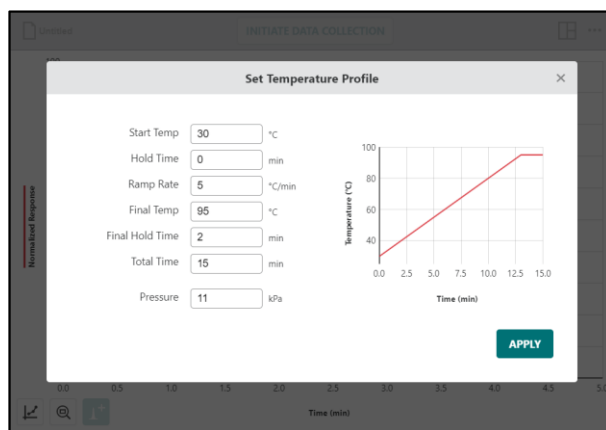 Untitled
INITIATE DATA COLLECTION
Set Temperature Profile
Start Temp 30 °C
Hold Time 0 min
Ramp Rate 5 °C/min
Final Temp 95 °C
Final Hold Time 2 min
Total Time 15 min
Pressure 11 kPa
Temperature (°C)
100
80
60
40
0.0 2.5 5.0 7.5 10.0 12.5 15.0
Time (min)
APPLY
Normalized Response
0.0 0.5 1.0 1.5 2.0 2.5 3.0 3.5 4.0 4.5 5.0
Time (min)